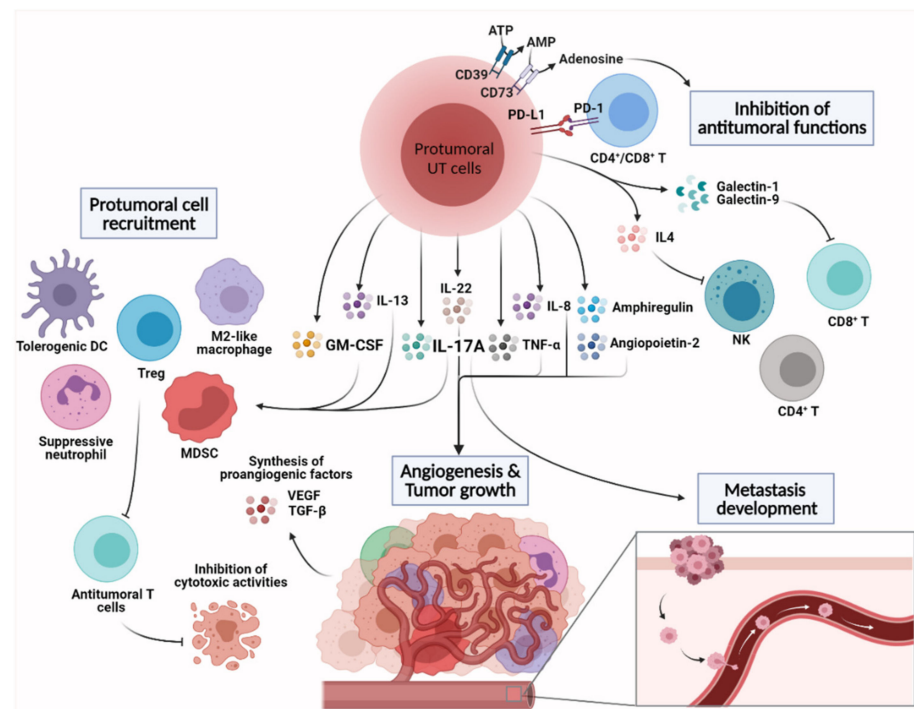 ATP
AMP
Adenosine
CD39
CD73
PD-L1
PD-1
CD4⁺/CD8⁺ T
Inhibition of
antitumoral functions
Protumoral
UT cells
Galectin-1
Galectin-9
IL4
CD8⁺ T
NK
CD4⁺ T
Protumoral cell
recruitment
Tolerogenic DC
Treg
M2-like
macrophage
Suppressive
neutrophil
MDSC
IL-13
GM-CSF
IL-22
IL-17A
IL-8
TNF-α
Amphiregulin
Angiopoietin-2
Synthesis of
proangiogenic factors
VEGF
TGF-β
Angiogenesis &
Tumor growth
Metastasis
development
Antitumoral T
cells
Inhibition of
cytotoxic activities